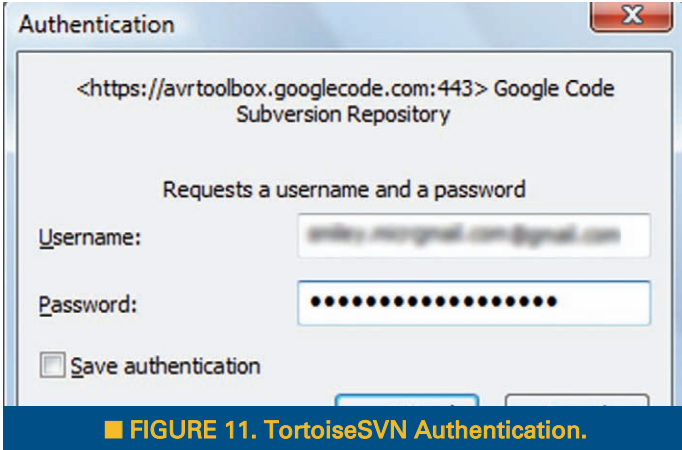 Authentication
<https://avrtoolbox.googlecode.com:443> Google Code
Subversion Repository
Requests a username and a password
Username:
Password: ••••••••••••••••••
Save authentication
■ FIGURE 11. TortoiseSVN Authentication.